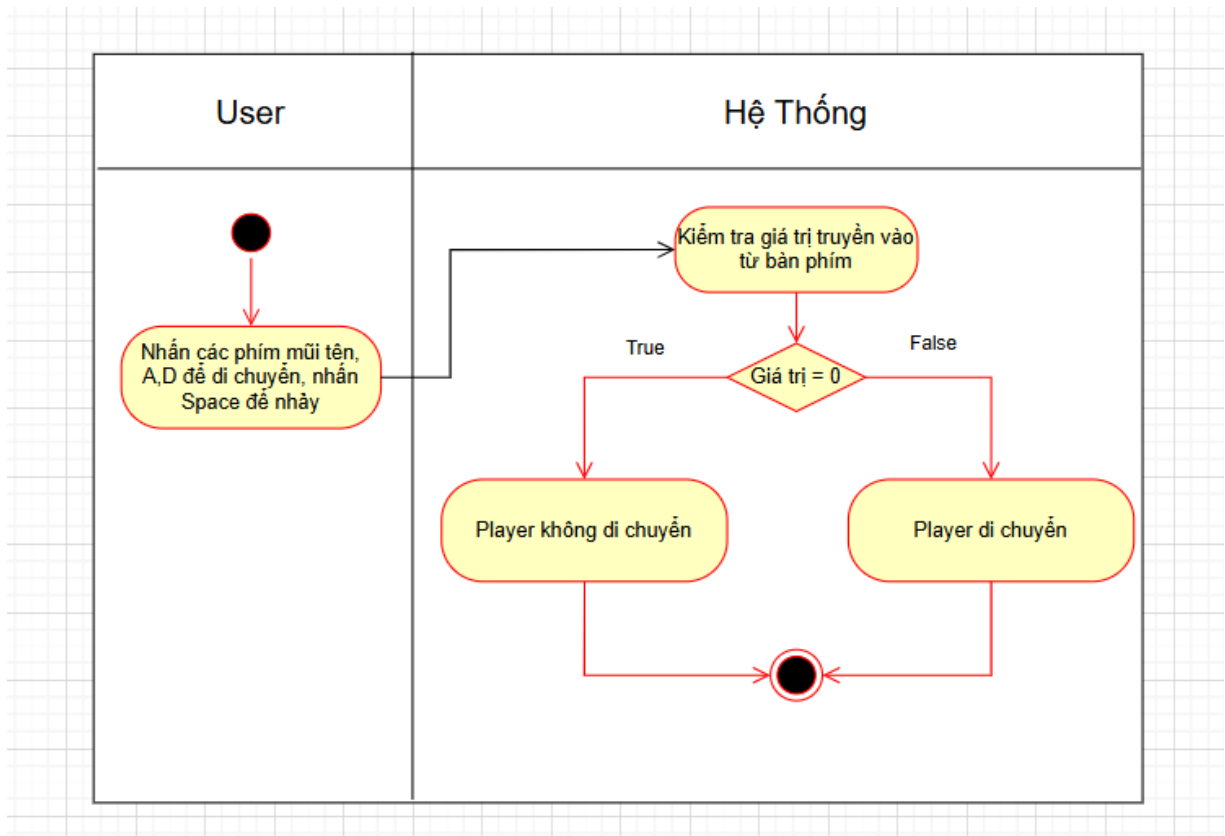 User
Hệ Thống
Kiểm tra giá trị truyền vào
từ bàn phím
Nhấn các phím mũi tên,
A,D để di chuyển, nhấn
Space để nhảy
True
False
Giá trị = 0
Player không di chuyển
Player di chuyển